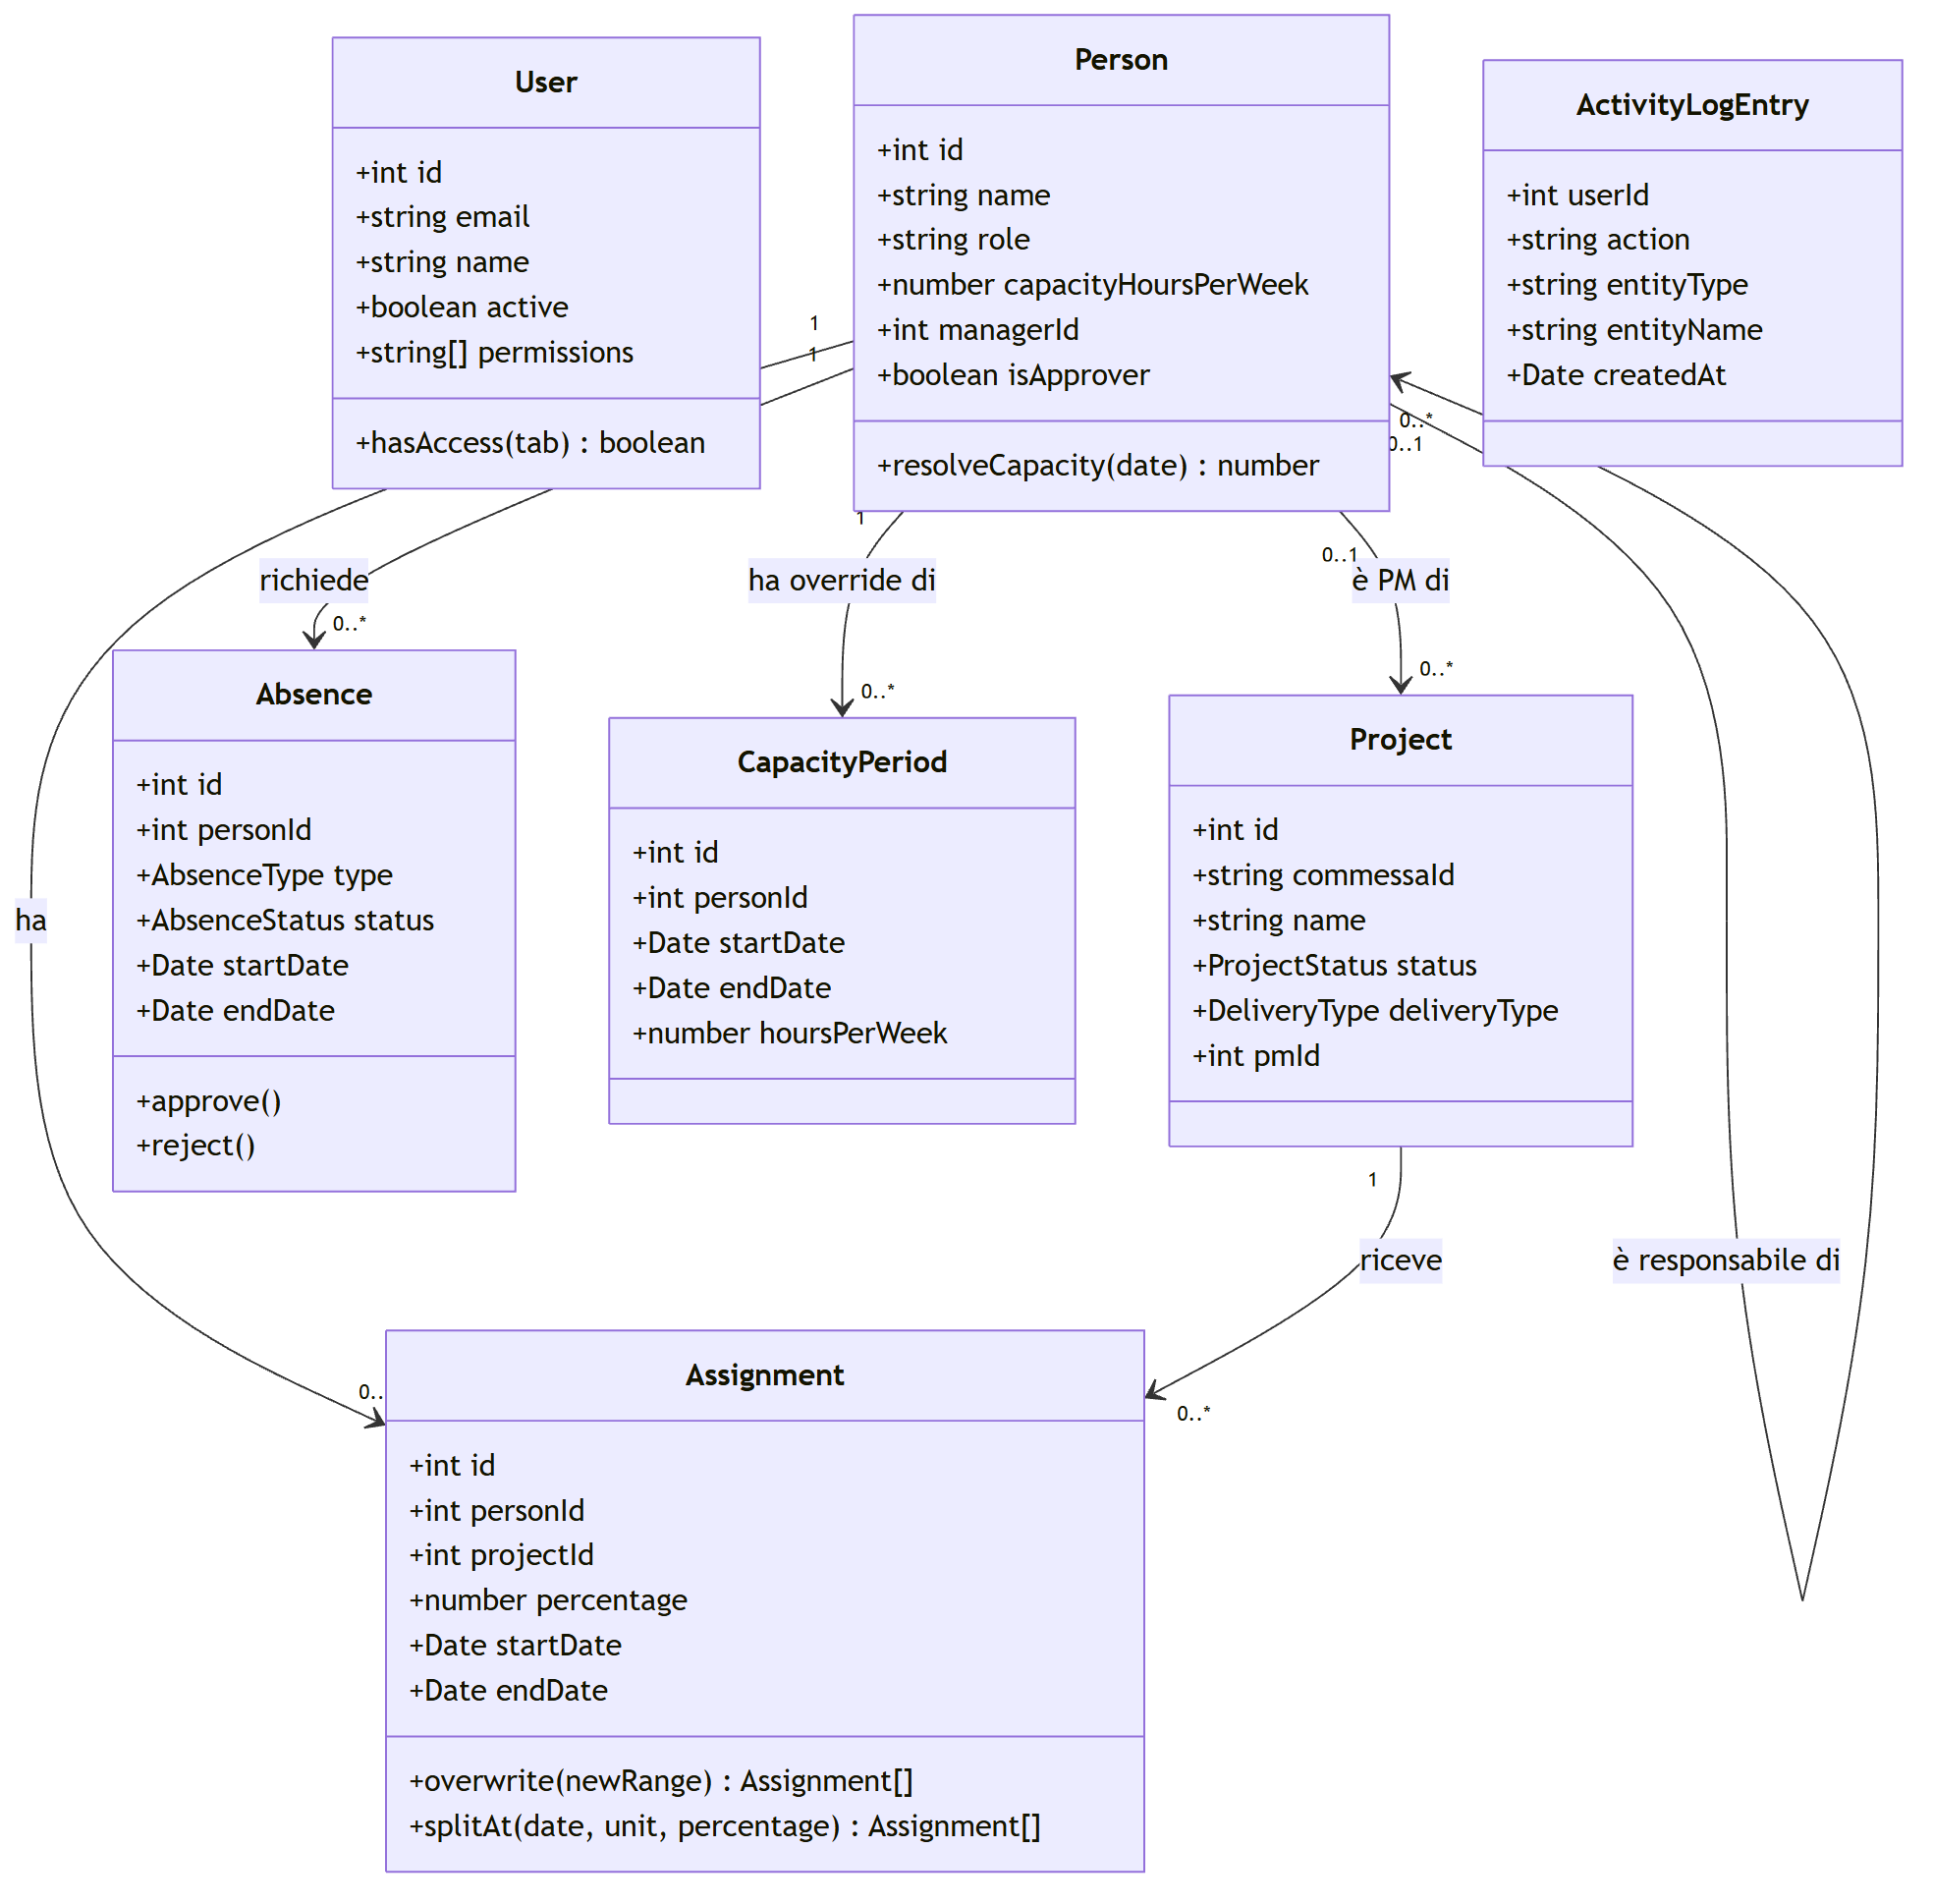 User
+int id
+string email
+string name
+boolean active
+string[] permissions
+hasAccess(tab) : boolean
Person
+int id
+string name
+string role
+number capacityHoursPerWeek
+int managerId
+boolean isApprover
+resolveCapacity(date) : number
ActivityLogEntry
+int userId
+string action
+string entityType
+string entityName
+Date createdAt
1
1
0..*
0..1
1
0..1
richiede
ha override di
è PM di
0..*
0..*
0..*
Absence
+int id
+int personId
+AbsenceType type
+AbsenceStatus status
+Date startDate
+Date endDate
+approve()
+reject()
CapacityPeriod
+int id
+int personId
+Date startDate
+Date endDate
+number hoursPerWeek
Project
+int id
+string commessaId
+string name
+ProjectStatus status
+DeliveryType deliveryType
+int pmId
ha
1
riceve
è responsabile di
0..
0..*
Assignment
+int id
+int personId
+int projectId
+number percentage
+Date startDate
+Date endDate
+overwrite(newRange) : Assignment[]
+splitAt(date, unit, percentage) : Assignment[]